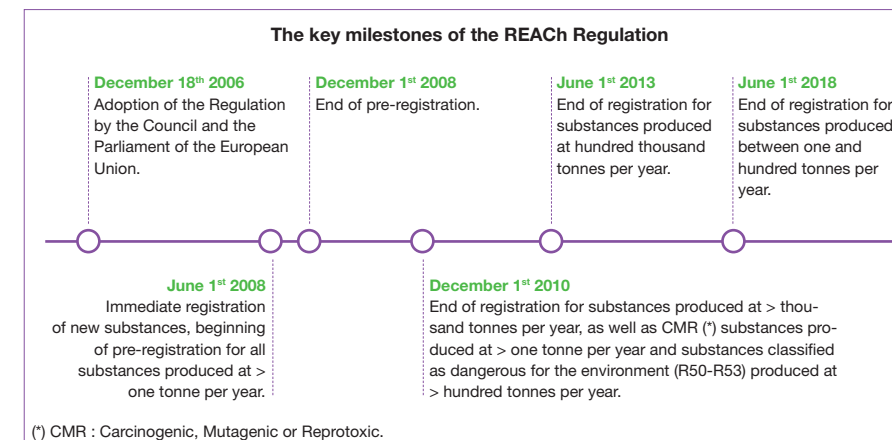 The key milestones of the REACh Regulation
December 18th 2006
Adoption of the Regulation
by the Council and the
Parliament of the European
Union.
December 1st 2008
End of pre-registration.
June 1st 2013
End of registration for
substances produced
at hundred thousand
tonnes per year.
June 1st 2018
End of registration for
substances produced
between one and
hundred tonnes per
year.
June 1st 2008
Immediate registration
of new substances, beginning
of pre-registration for all
substances produced at >
one tonne per year.
December 1st 2010
End of registration for substances produced at > thou-
sand tonnes per year, as well as CMR (*) substances pro-
duced at > one tonne per year and substances classified
as dangerous for the environment (R50-R53) produced at
> hundred tonnes per year.
(*) CMR : Carcinogenic, Mutagenic or Reprotoxic.